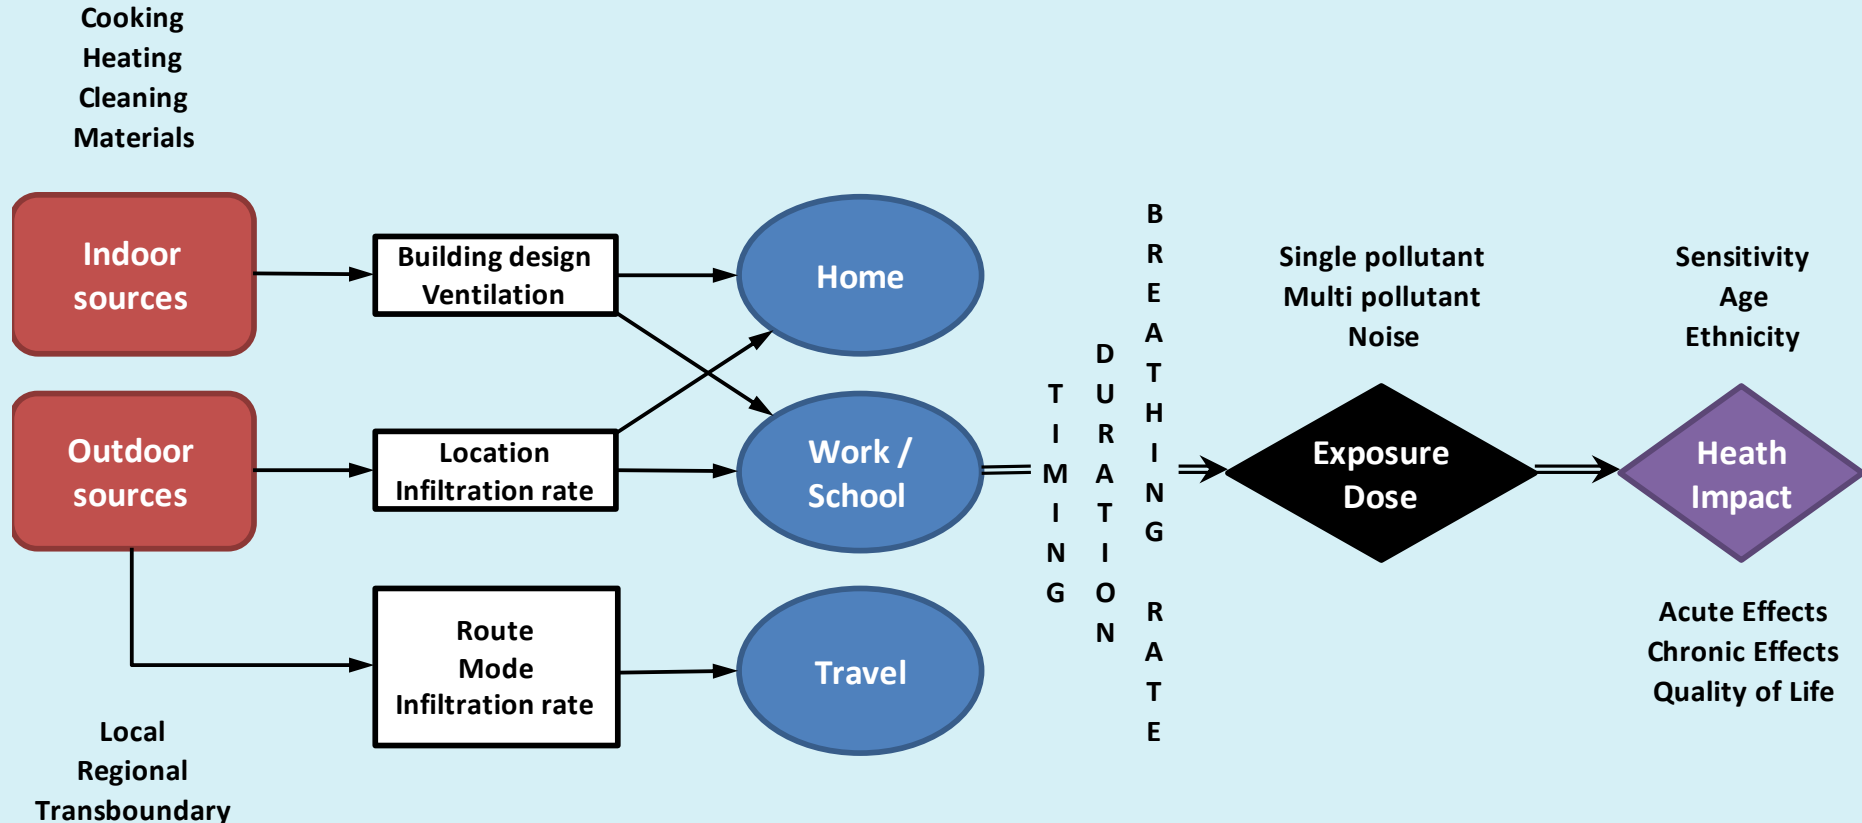 Cooking
Heating
Cleaning
Materials
Indoor
sources
Building design
Ventilation
Home
Outdoor
sources
Location
Infiltration rate
Work /
School
Route
Mode
Infiltration rate
Travel
Local
Regional
Transboundary
TIMING
DURATION
BREATHING RATE
Single pollutant
Multi pollutant
Noise
Exposure
Dose
Sensitivity
Age
Ethnicity
Heath
Impact
Acute Effects
Chronic Effects
Quality of Life